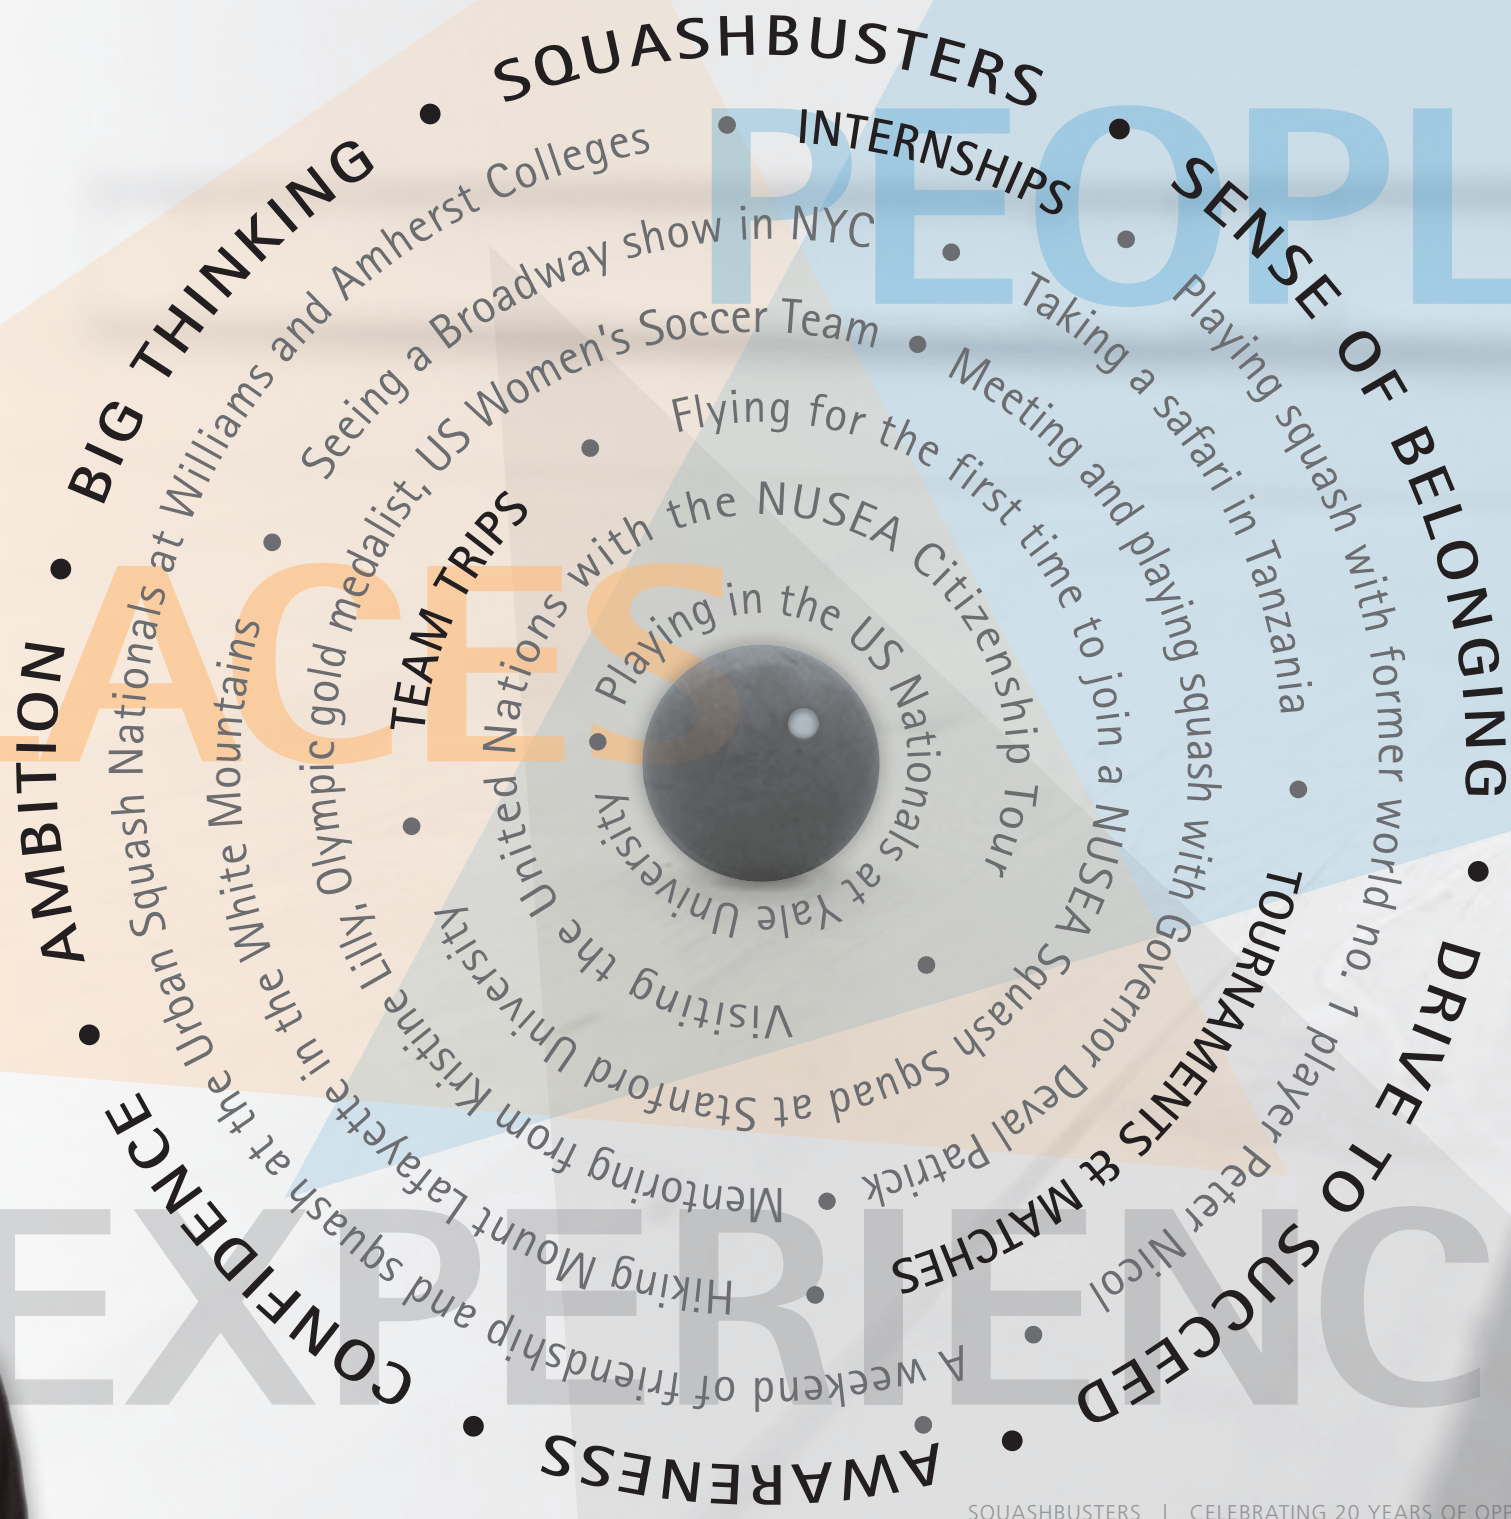 SQUASHBUSTERS • SENSE OF BELONGING • DRIVE TO SUCCEED • AWARENESS • CONFIDENCE • AMBITION • BIG THINKING •
INTERNSHIPS • Playing squash with former world no. 1 player Peter Nicol • A weekend of friendship and squash at the Urban Squash Nationals at Williams and Amherst Colleges •
Seeing a Broadway show in NYC • Taking a safari in Tanzania • TOURNAMENTS & MATCHES • Hiking Mount Lafayette in the White Mountains •
Meeting and playing squash with Governor Deval Patrick • Mentoring from Kristine Lilly, Olympic gold medalist, US Women's Soccer Team •
TEAM TRIPS • Flying for the first time to join a NUSEA Squash Squad at Stanford University •
Visiting the United Nations with the NUSEA Citizenship Tour •
Playing in the US Nationals at Yale University •
PEOPL
ACES
EXPERIENC
SQUASHBUSTERS | CELEBRATING 20 YEARS OF OPP